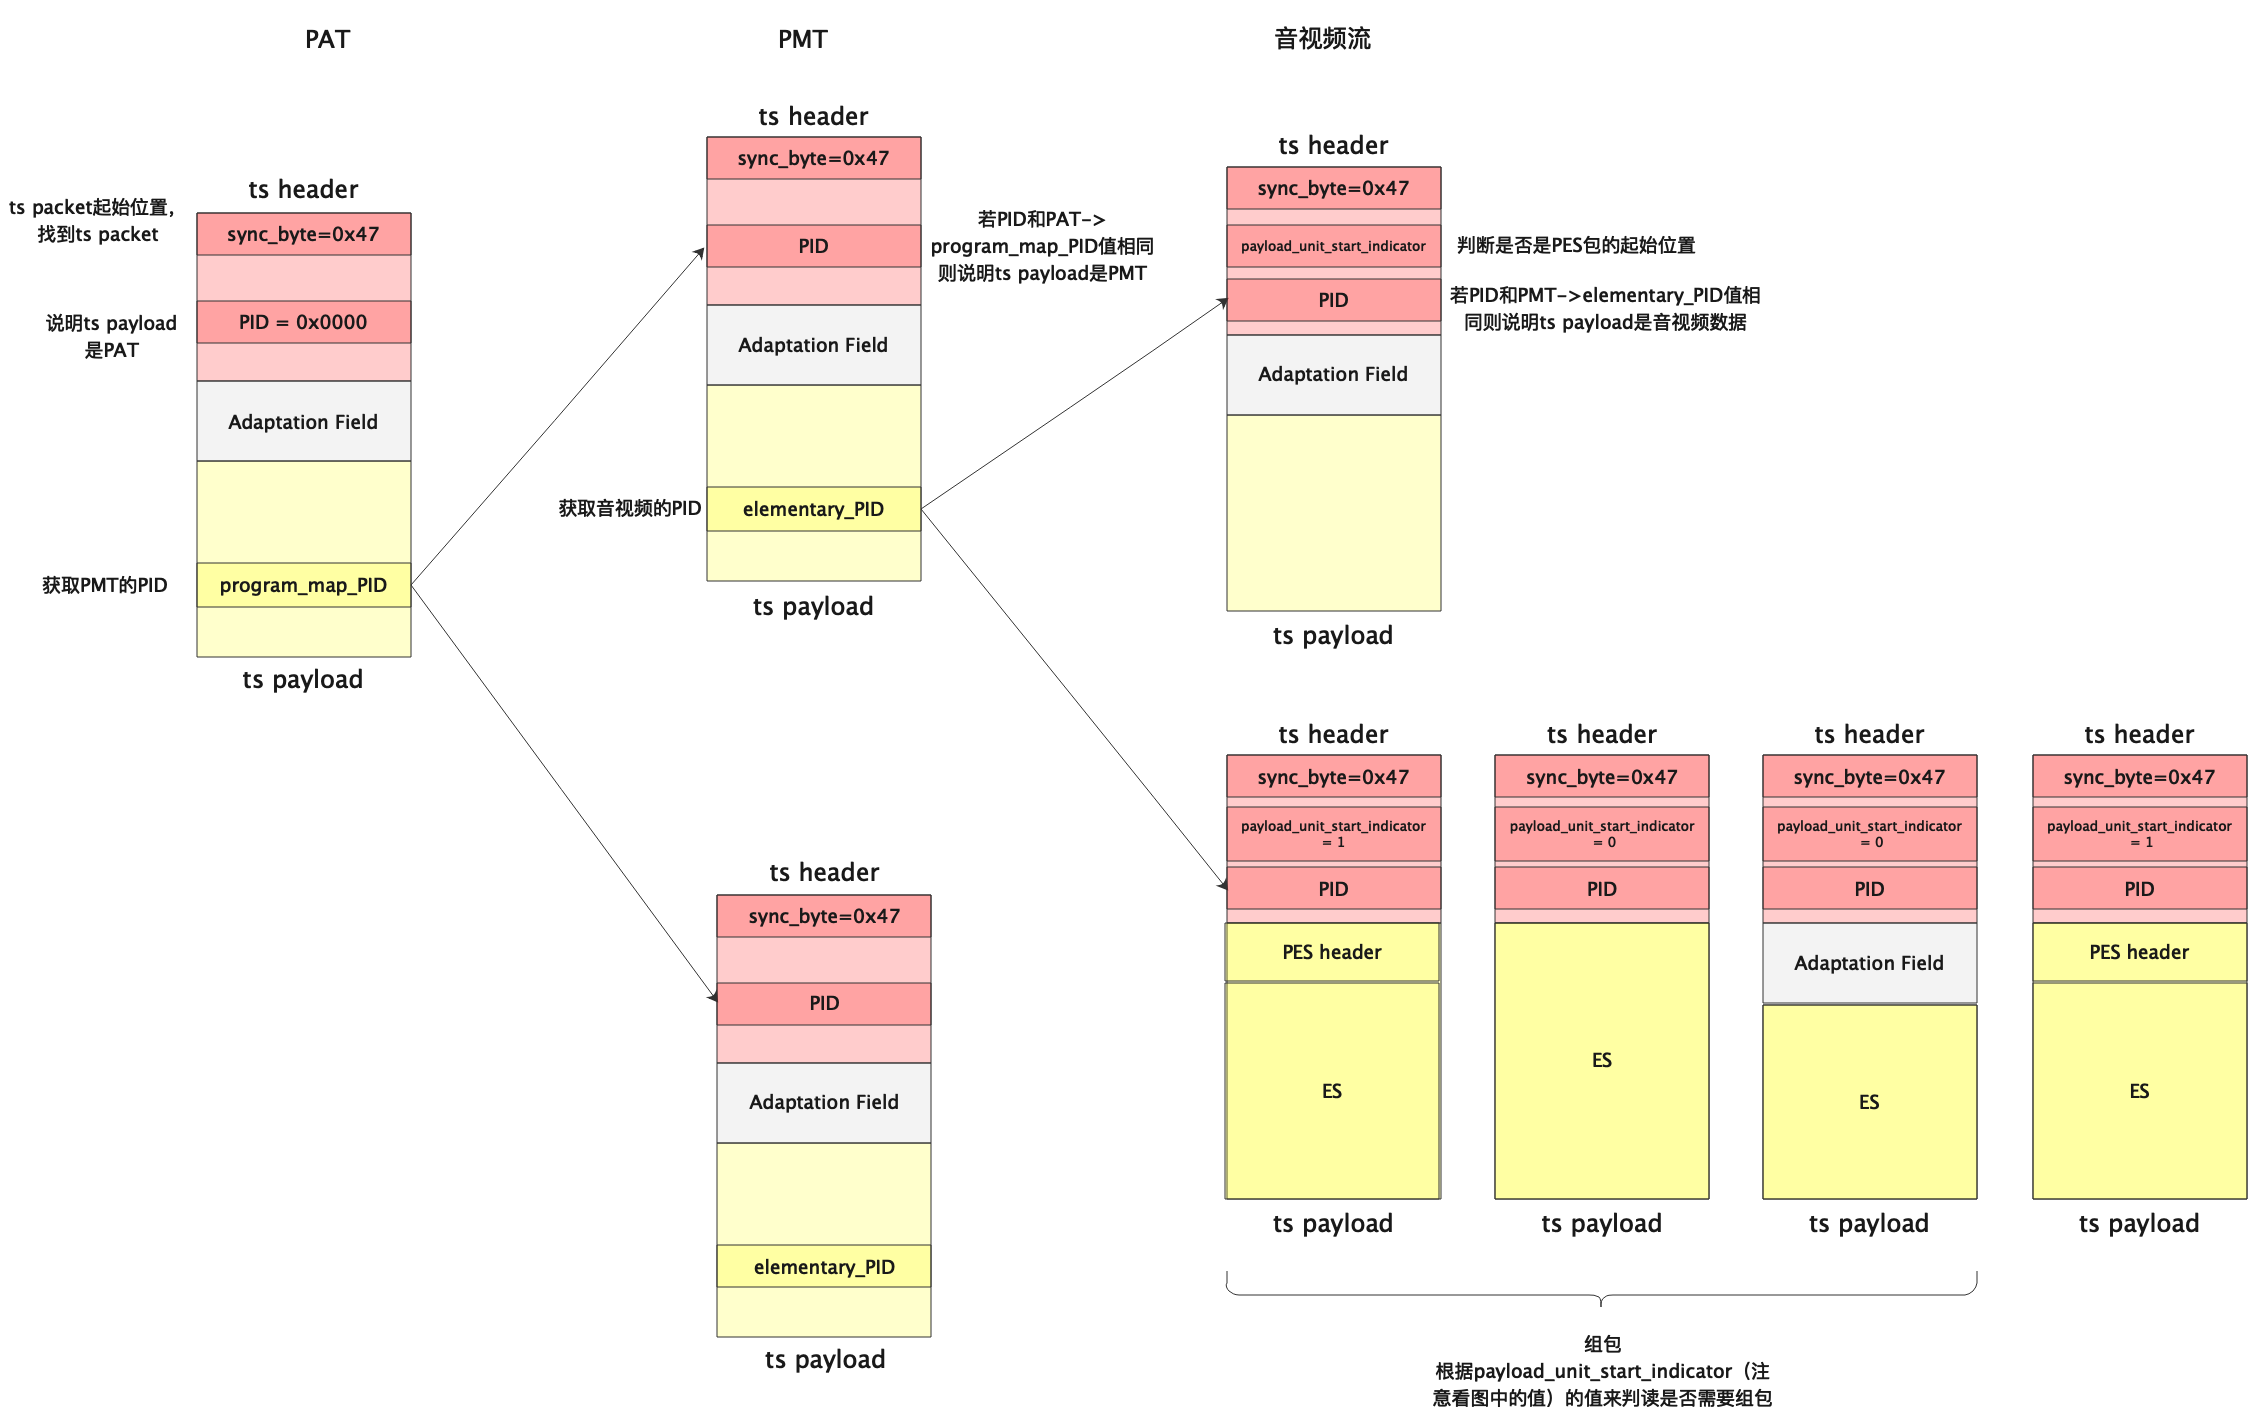 PAT
PMT
音视频流
ts packet起始位置，
找到ts packet
ts header
sync_byte=0x47
说明ts payload
是PAT
PID = 0x0000
Adaptation Field
获取PMT的PID
program_map_PID
ts payload
ts header
sync_byte=0x47
PID
若PID和PAT->
program_map_PID值相同
则说明ts payload是PMT
Adaptation Field
获取音视频的PID
elementary_PID
ts payload
ts header
sync_byte=0x47
PID
Adaptation Field
elementary_PID
ts payload
ts header
sync_byte=0x47
payload_unit_start_indicator
判断是否是PES包的起始位置
PID
若PID和PMT->elementary_PID值相
同则说明ts payload是音视频数据
Adaptation Field
ts payload
ts header
sync_byte=0x47
payload_unit_start_indicator
= 1
PID
PES header
ES
ts payload
ts header
sync_byte=0x47
payload_unit_start_indicator
= 0
PID
ES
ts payload
ts header
sync_byte=0x47
payload_unit_start_indicator
= 0
PID
Adaptation Field
ES
ts payload
ts header
sync_byte=0x47
payload_unit_start_indicator
= 1
PID
PES header
ES
ts payload
组包
根据payload_unit_start_indicator（注
意看图中的值）的值来判读是否需要组包